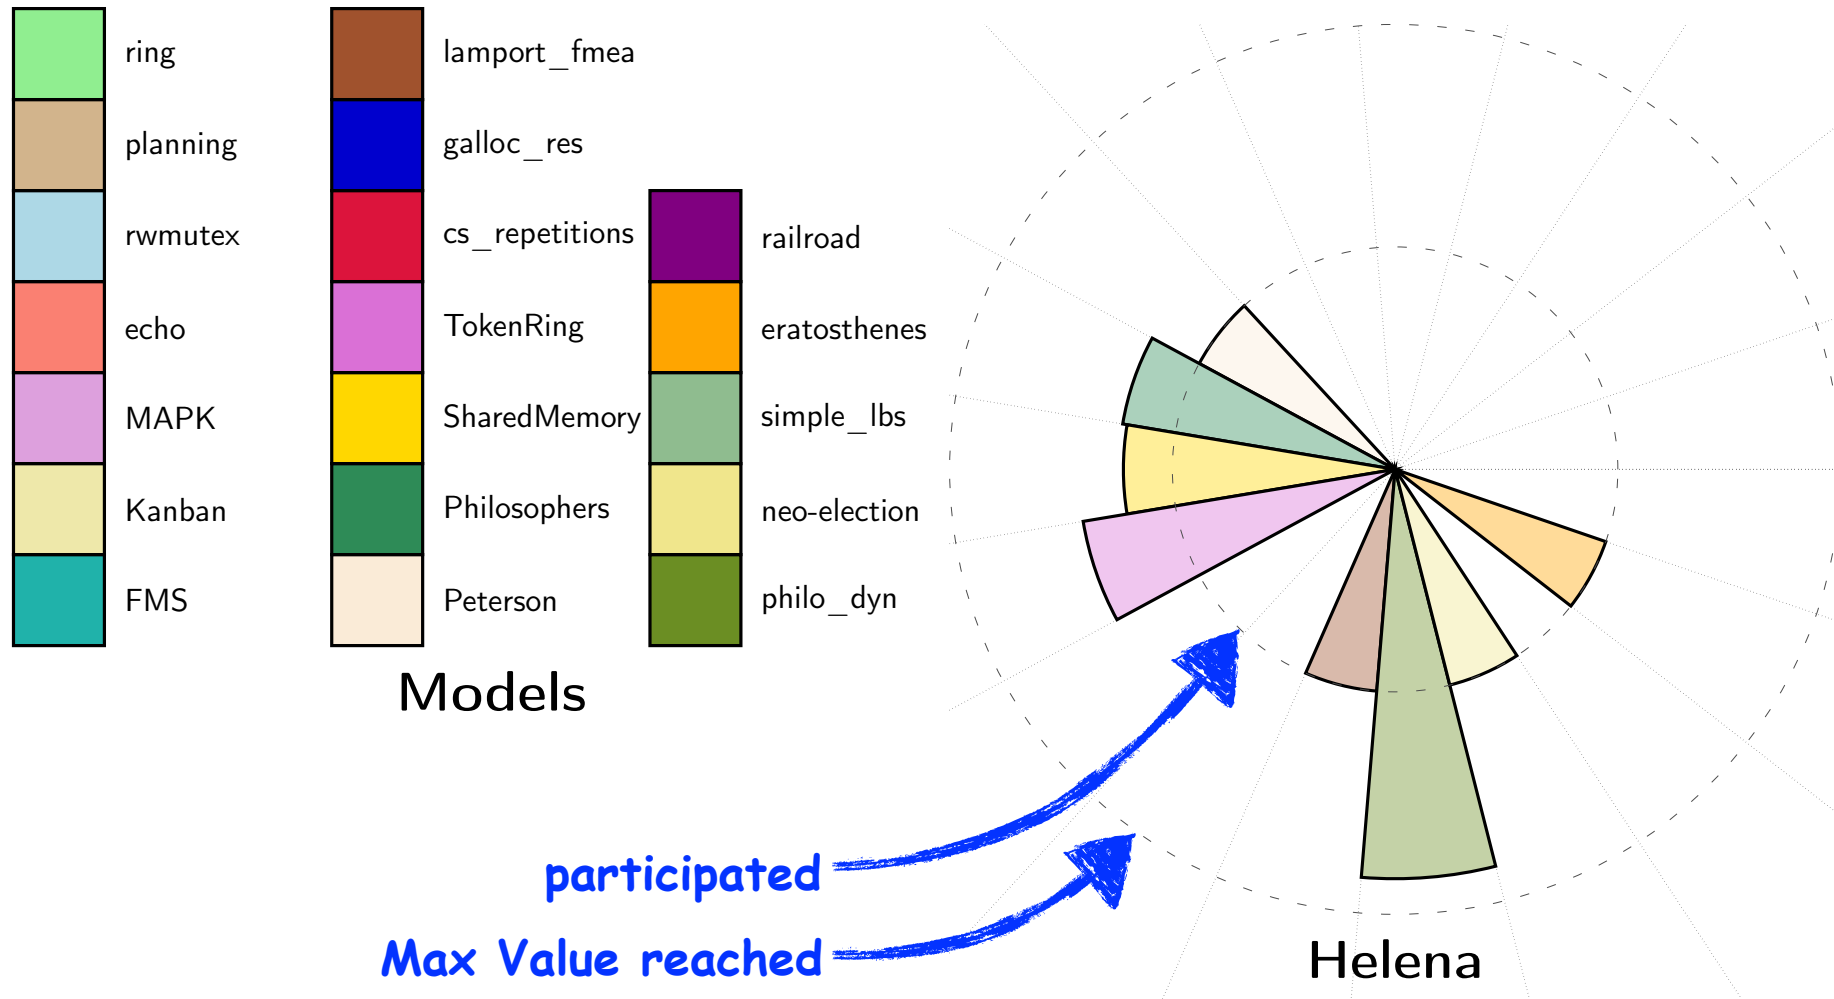 ring
planning
rwmutex
echo
MAPK
Kanban
FMS
lamport_fmea
galloc_res
cs_repetitions
TokenRing
SharedMemory
Philosophers
Peterson
railroad
eratosthenes
simple_lbs
neo-election
philo_dyn
Models
participated
Max Value reached
Helena